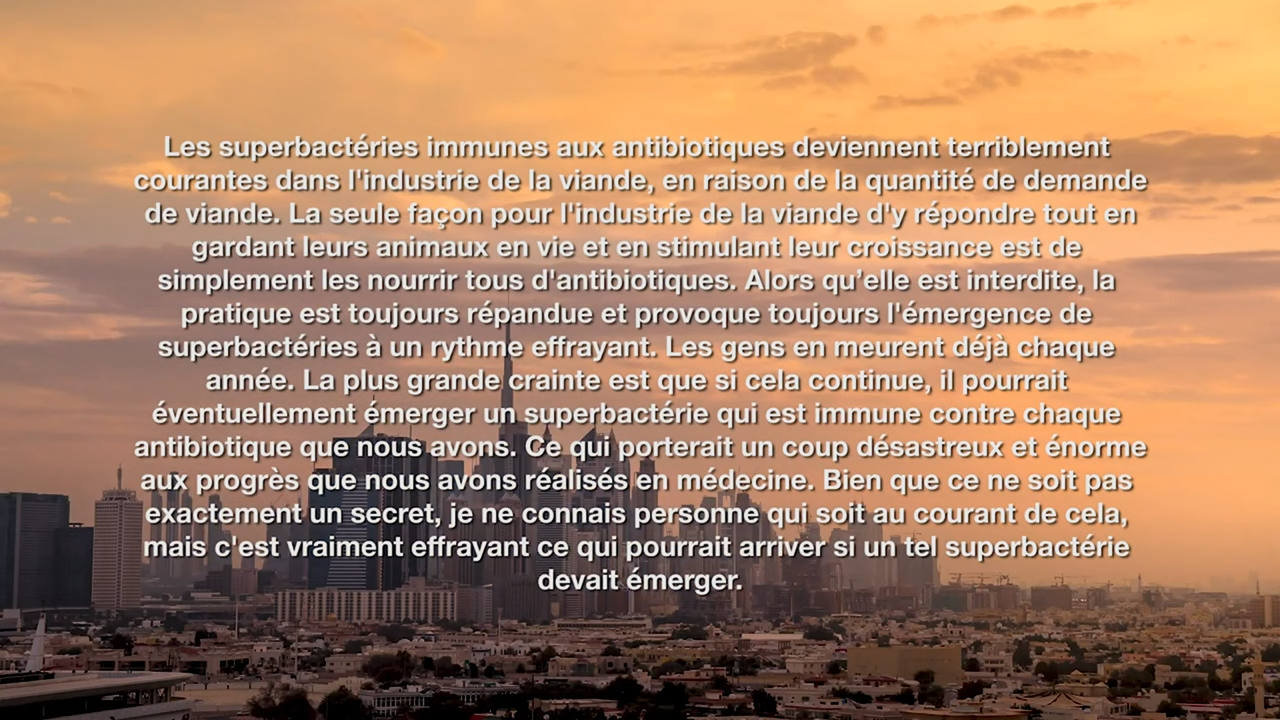 Les superbactéries immunes aux antibiotiques deviennent terriblement
courantes dans l'industrie de la viande, en raison de la quantité de demande
de viande. La seule façon pour l'industrie de la viande d'y répondre tout en
gardant leurs animaux en vie et en stimulant leur croissance est de
simplement les nourrir tous d'antibiotiques. Alors qu’elle est interdite, la
pratique est toujours répandue et provoque toujours l'émergence de
superbactéries à un rythme effrayant. Les gens en meurent déjà chaque
année. La plus grande crainte est que si cela continue, il pourrait
éventuellement émerger un superbactérie qui est immune contre chaque
antibiotique que nous avons. Ce qui porterait un coup désastreux et énorme
aux progrès que nous avons réalisés en médecine. Bien que ce ne soit pas
exactement un secret, je ne connais personne qui soit au courant de cela,
mais c'est vraiment effrayant ce qui pourrait arriver si un tel superbactérie
devait émerger.